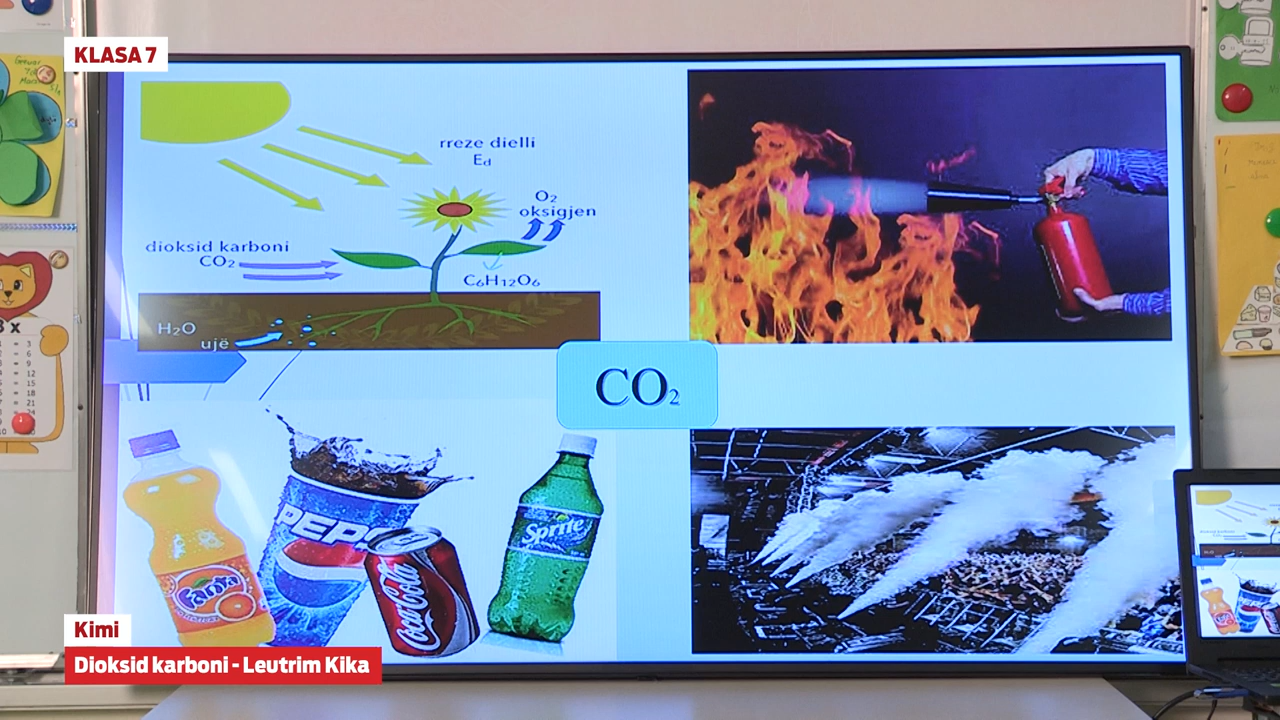 KLASA 7
rreze dielli
Ed
O2
oksigjen
dioksid karboni
CO2
C6H12O6
H2O
ujë
CO2
PEPS
Fanta
Coca-Cola
Sprite
Kimi
Dioksid karboni - Leutrim Kika